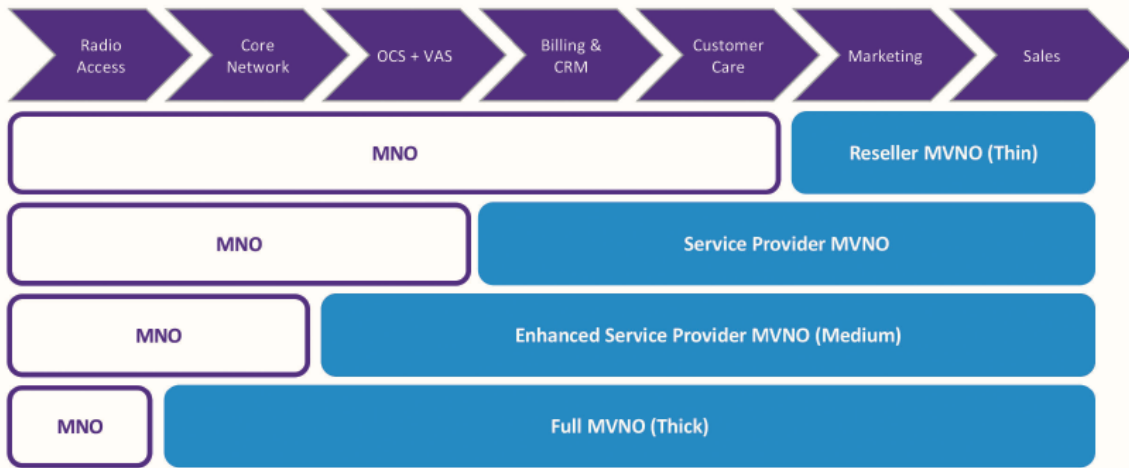 Radio
Access
Core
Network
OCS + VAS
Billing &
CRM
Customer
Care
Marketing
Sales
MNO
Reseller MVNO (Thin)
MNO
Service Provider MVNO
MNO
Enhanced Service Provider MVNO (Medium)
MNO
Full MVNO (Thick)